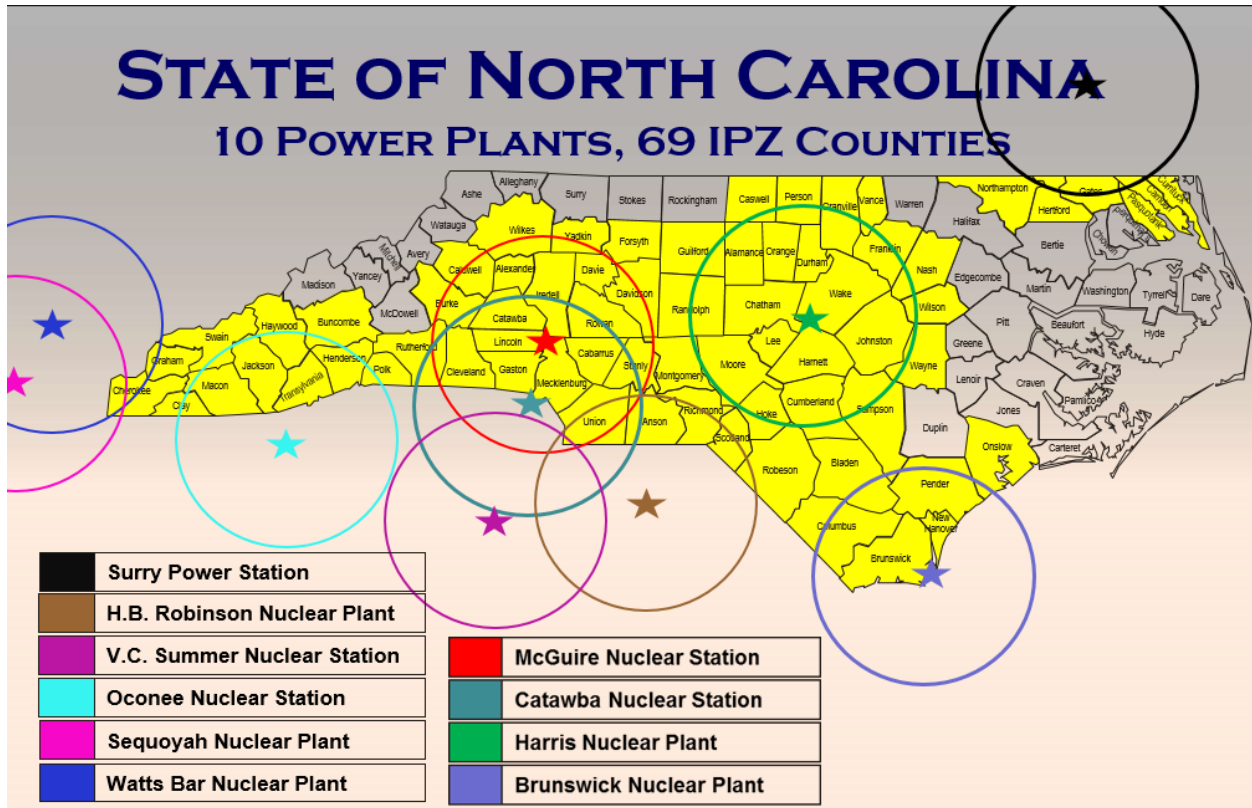 STATE OF NORTH CAROLINA
10 POWER PLANTS, 69 IPZ COUNTIES
Alleghany
Ashe
Surry
Stokes
Rockingham
Caswell
Person
Granville
Vance
Warren
Northampton
Gates
Currituck
Camden
Pasquotank
Hertford
Halifax
Watauga
Wilkes
Yadkin
Forsyth
Guilford
Alamance
Orange
Durham
Franklin
Nash
Bertie
Chowan
Mitchell
Avery
Yancey
Madison
Caldwell
Alexander
Davie
Iredell
Davidson
Randolph
Chatham
Wake
Edgecombe
Martin
Washington
Tyrrell
Dare
McDowell
Burke
Catawba
Rowan
Wilson
Pitt
Beaufort
Hyde
Buncombe
Haywood
Swain
Graham
Rutherford
Lincoln
Lee
Johnston
Greene
Henderson
Jackson
Polk
Cleveland
Gaston
Cabarrus
Stanly
Montgomery
Moore
Harnett
Wayne
Cherokee
Macon
Clay
Transylvania
Mecklenburg
Lenoir
Craven
Pamlico
Union
Anson
Richmond
Hoke
Cumberland
Sampson
Jones
Scotland
Duplin
Onslow
Carteret
Robeson
Bladen
Pender
Columbus
New
Hanover
Brunswick
Surry Power Station
H.B. Robinson Nuclear Plant
V.C. Summer Nuclear Station
Oconee Nuclear Station
Sequoyah Nuclear Plant
Watts Bar Nuclear Plant
McGuire Nuclear Station
Catawba Nuclear Station
Harris Nuclear Plant
Brunswick Nuclear Plant